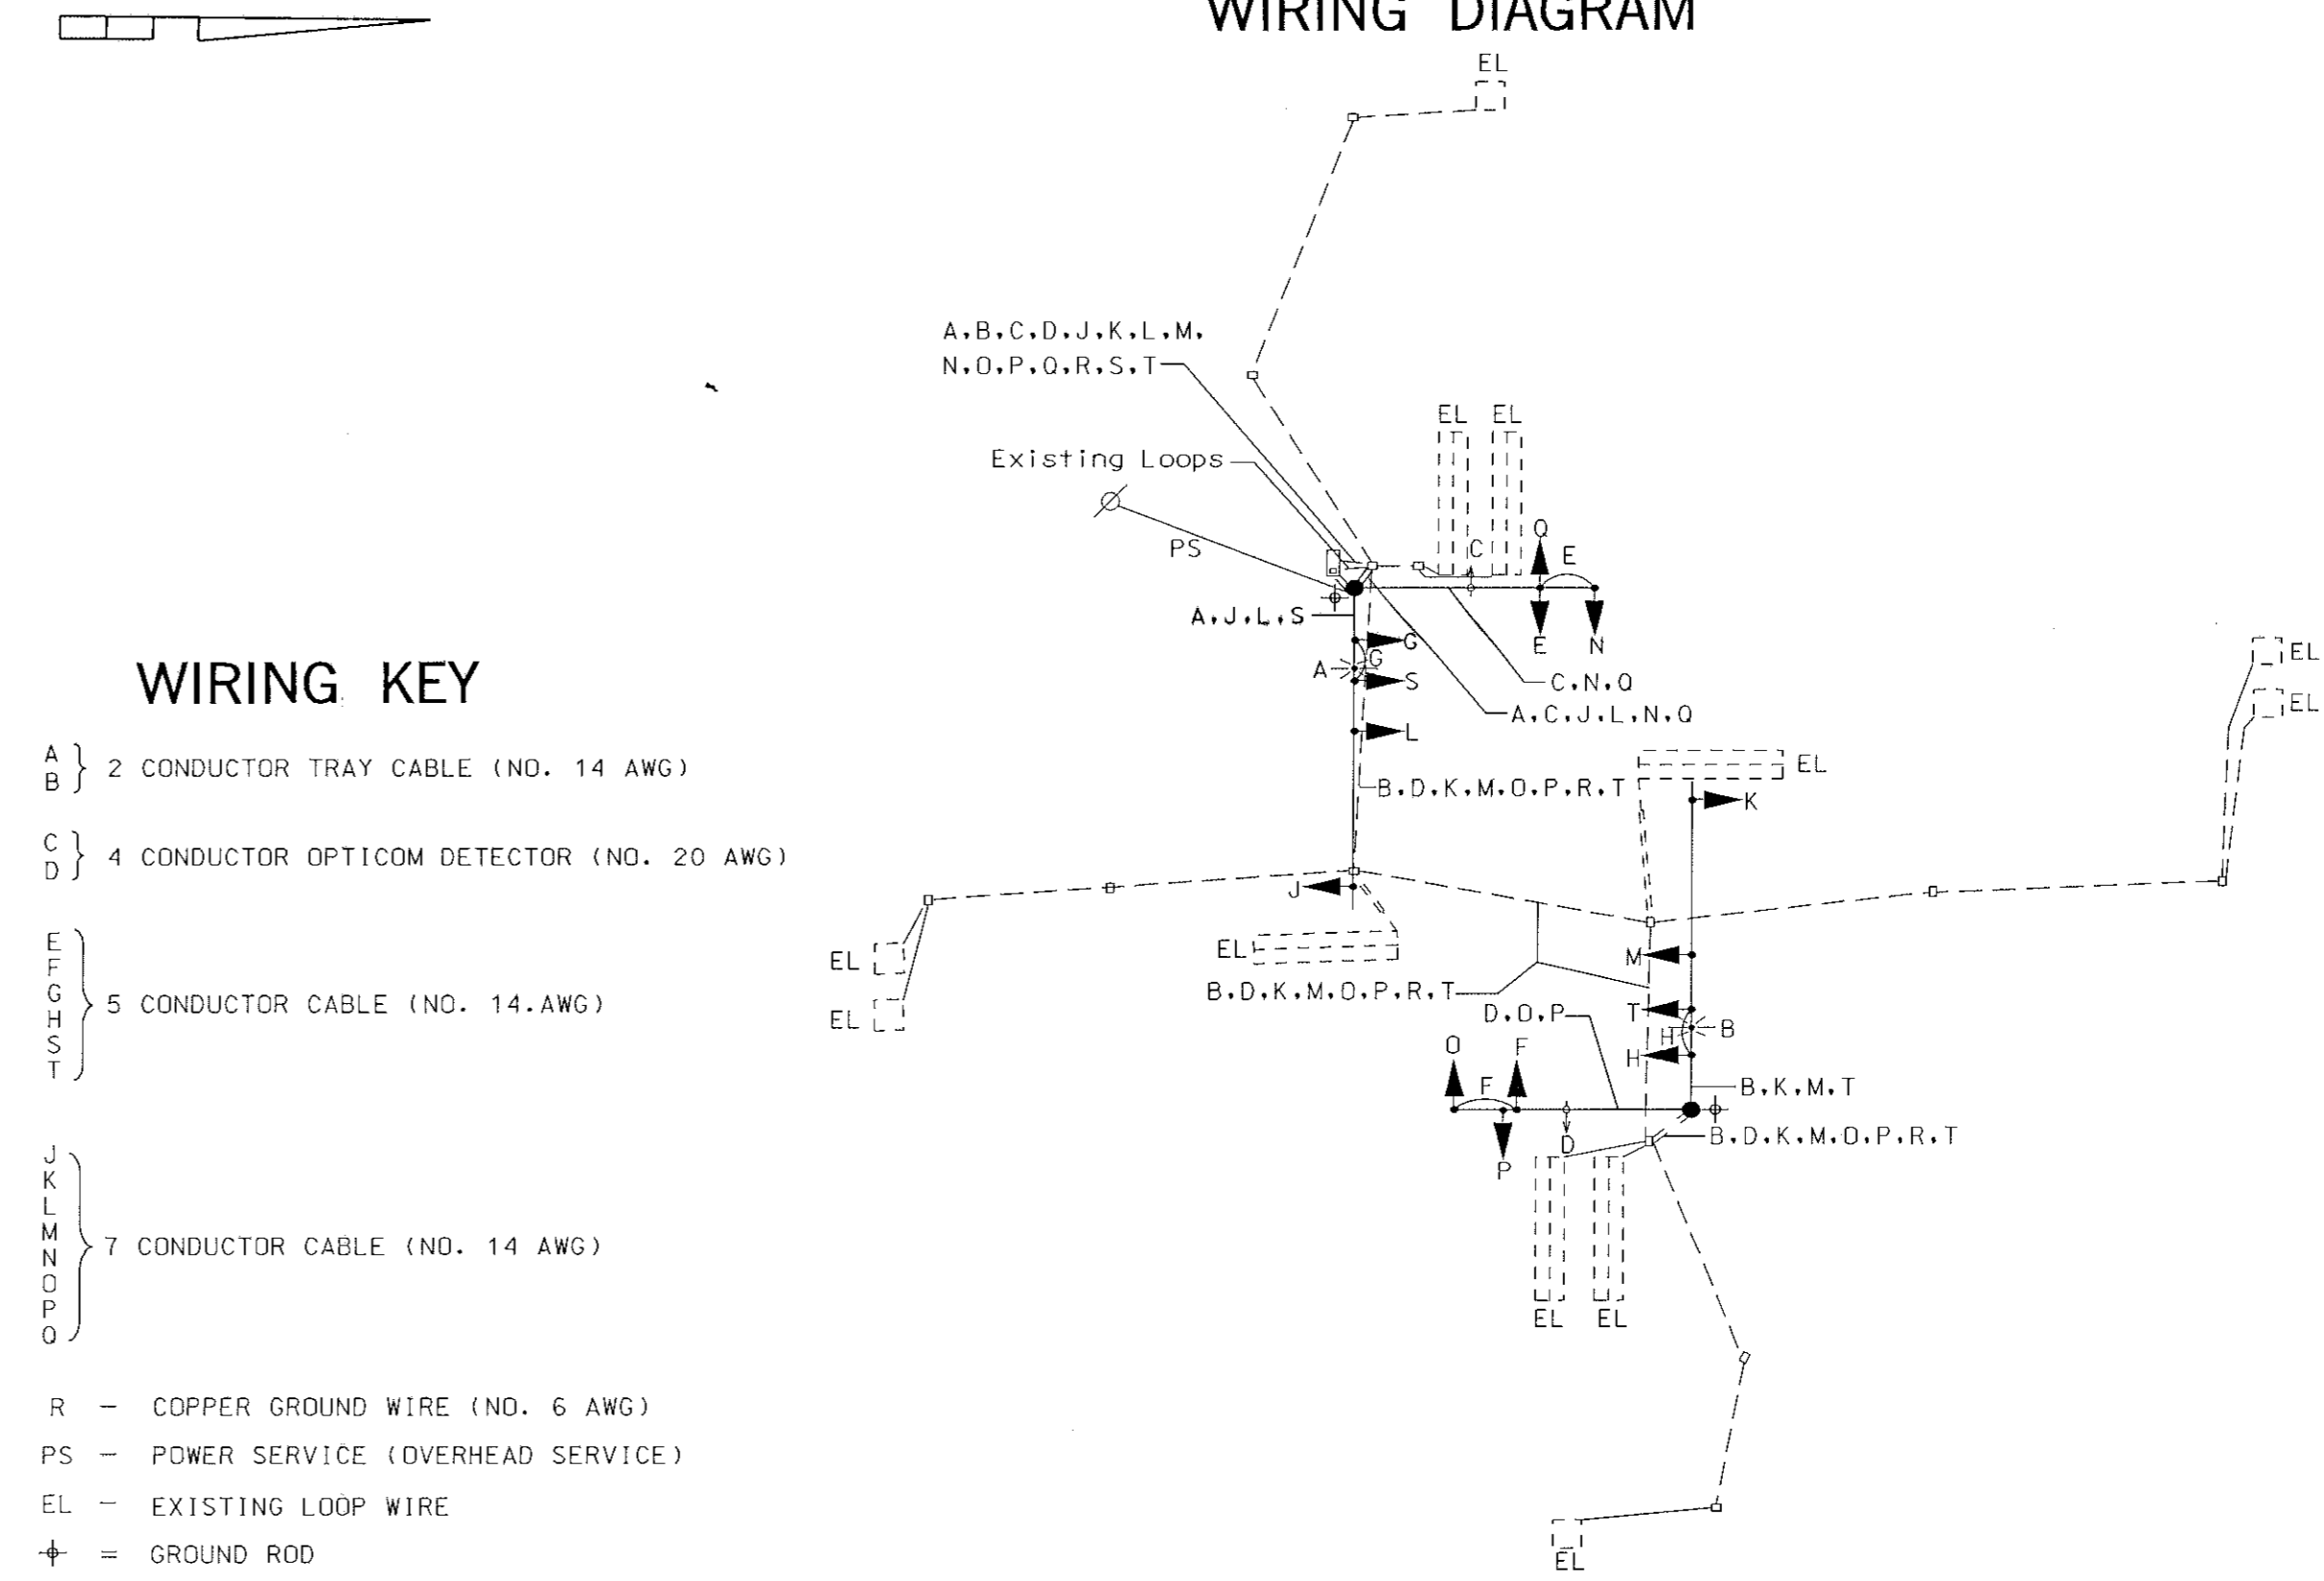 WIRING DIAGRAM
EL
A,B,C,D,J,K,L,M,
N,O,P,Q,R,S,T
EL EL
Existing Loops
PS
C
Q
E
A,J,L,S
G
E N
A
G
S
C,N,Q
A,C,J,L,N,Q
L
EL
EL
WIRING KEY
A
B
2 CONDUCTOR TRAY CABLE (NO. 14 AWG)
B,D,K,M,O,P,R,T
EL
K
C
D
4 CONDUCTOR OPTICOM DETECTOR (NO. 20 AWG)
J
EL
EL
M
E
F
G
H
S
T
5 CONDUCTOR CABLE (NO. 14.AWG)
EL
B,D,K,M,O,P,R,T
D,O,P
T
H
B
O
F
F
H
B,K,M,T
D
P
B,D,K,M,O,P,R,T
J
K
L
M
N
O
P
Q
7 CONDUCTOR CABLE (NO. 14 AWG)
EL EL
R - COPPER GROUND WIRE (NO. 6 AWG)
PS - POWER SERVICE (OVERHEAD SERVICE)
EL - EXISTING LOOP WIRE
= GROUND ROD
EL